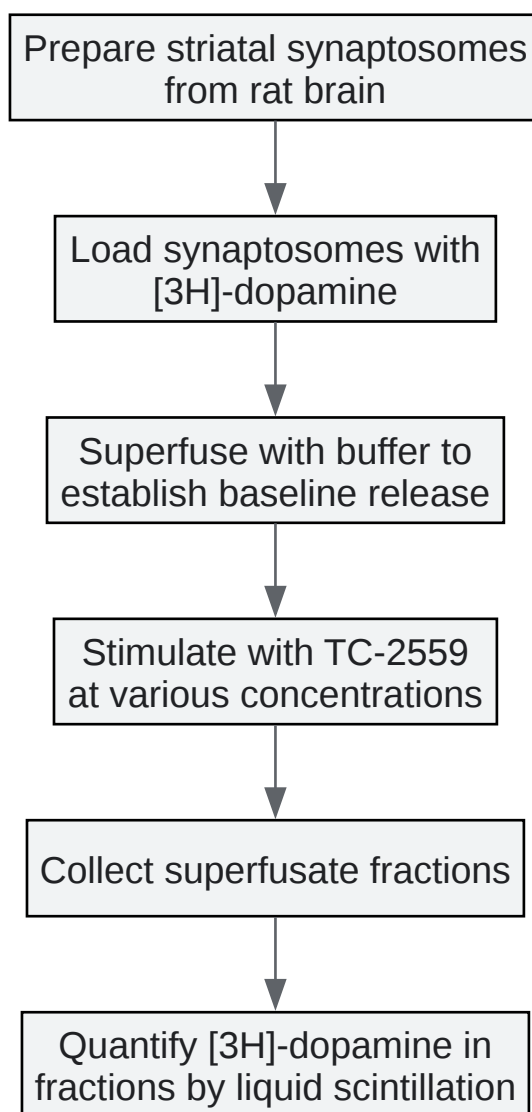 Prepare striatal synaptosomes
from rat brain
Load synaptosomes with
[3H]-dopamine
Superfuse with buffer to
establish baseline release
Stimulate with TC-2559
at various concentrations
Collect superfusate fractions
Quantify [3H]-dopamine in
fractions by liquid scintillation